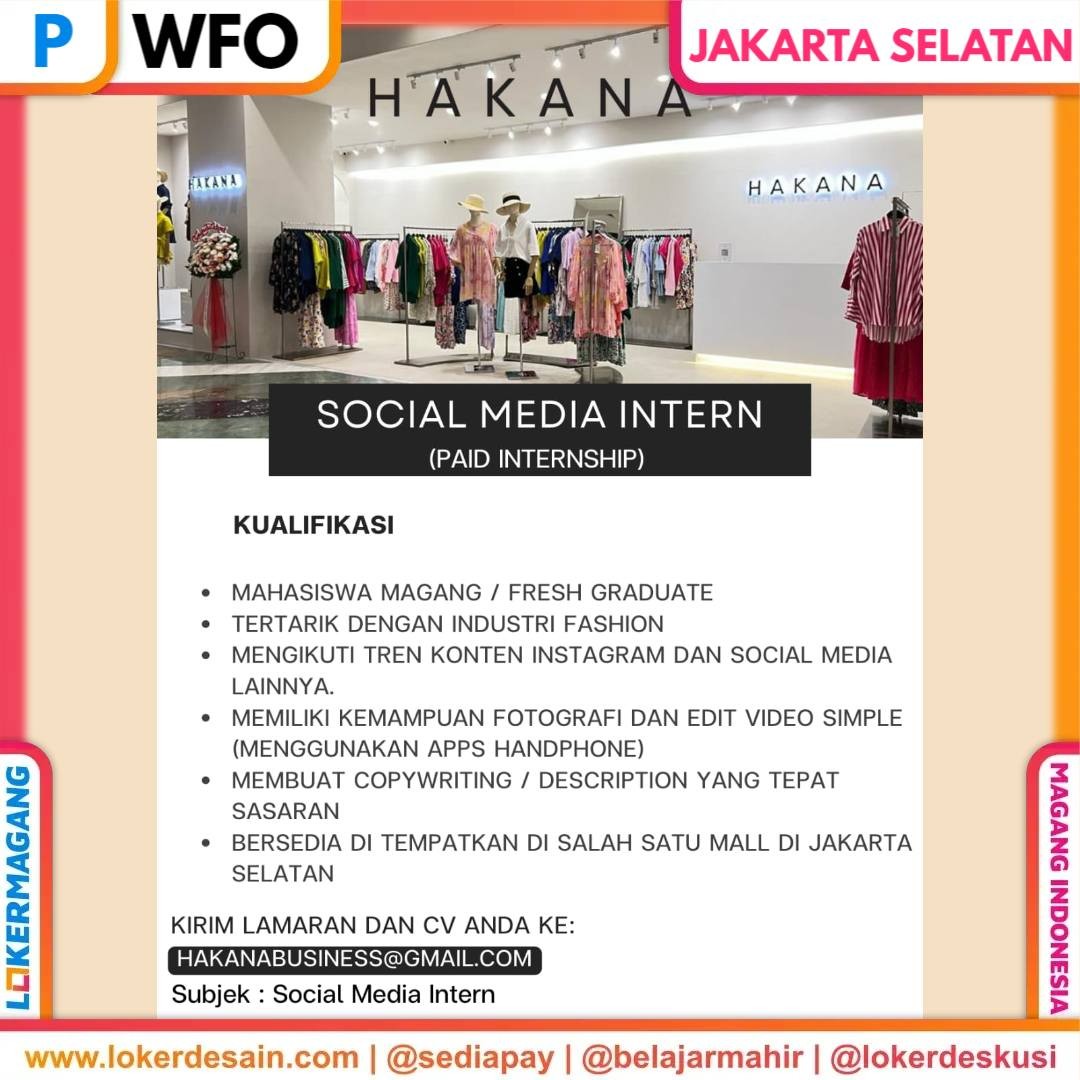 P
WFO
JAKARTA SELATAN
HAKANA
HAKANA
HAKANA
SOCIAL MEDIA INTERN
(PAID INTERNSHIP)
KUALIFIKASI
• MAHASISWA MAGANG / FRESH GRADUATE
• TERTARIK DENGAN INDUSTRI FASHION
• MENGIKUTI TREN KONTEN INSTAGRAM DAN SOCIAL MEDIA
LAINNYA.
• MEMILIKI KEMAMPUAN FOTOGRAFI DAN EDIT VIDEO SIMPLE
(MENGGUNAKAN APPS HANDPHONE)
• MEMBUAT COPYWRITING / DESCRIPTION YANG TEPAT
SASARAN
• BERSEDIA DI TEMPATKAN DI SALAH SATU MALL DI JAKARTA
SELATAN
KIRIM LAMARAN DAN CV ANDA KE:
HAKANABUSINESS@GMAIL.COM
Subjek : Social Media Intern
LOKERMAGANG
MAGANG INDONESIA
www.lokerdesain.com | @sediapay | @belajarmahir | @lokerdeskusi